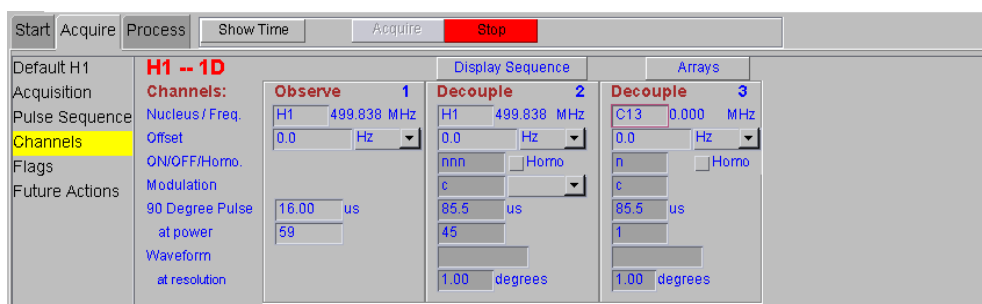 Start Acquire Process Show Time Acquire Stop
Default H1 H1 -- 1D Display Sequence Arrays
Acquisition Channels: Observe 1 Decouple 2 Decouple 3
Pulse Sequence Nucleus / Freq. H1 499.838 MHz H1 499.838 MHz C13 0.000 MHz
Channels Offset 0.0 Hz 0.0 Hz 0.0 Hz
Flags ON/OFF/Homo. nnn Homo n Homo
Future Actions Modulation c c
90 Degree Pulse 16.00 us 85.5 us 85.5 us
at power 59 45 1
Waveform
at resolution 1.00 degrees 1.00 degrees